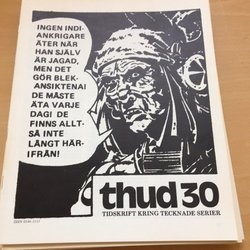 INGEN INDI-
ANKRIGARE
ÄTER NÄR
HAN SJÄLV
ÄR JAGAD,
MEN DET
GÖR BLEK-
ANSIKTENA!
DE MÅSTE
ÄTA VARJE
DAG! DE
FINNS ALLT-
SÅ INTE
LÅNGT HÄR-
IFRÅN!
thud 30
TIDSKRIFT KRING TECKNADE SERIER